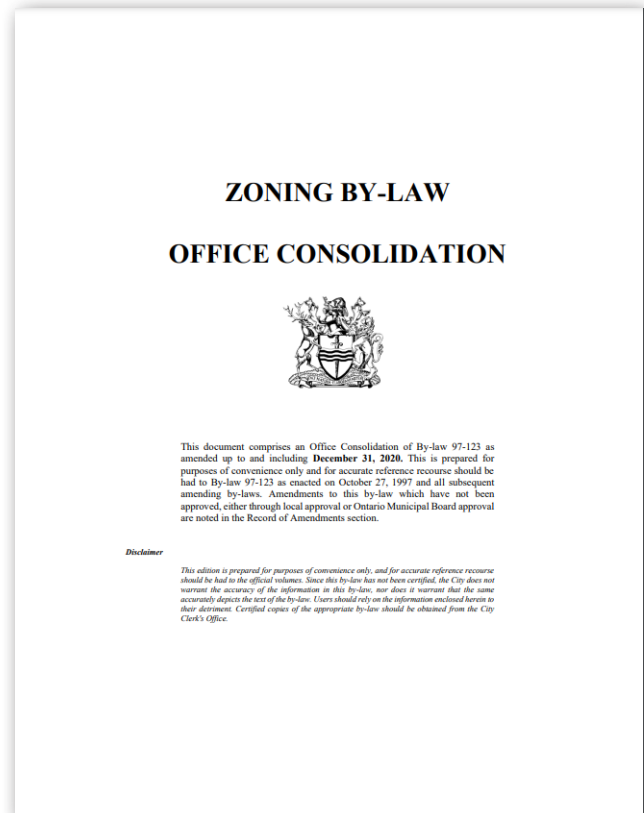 ZONING BY-LAW
OFFICE CONSOLIDATION
This document comprises an Office Consolidation of By-law 97-123 as
amended up to and including December 31, 2020. This is prepared for
purposes of convenience only and for accurate reference recourse should be
had to By-law 97-123 as enacted on October 27, 1997 and all subsequent
amending by-laws. Amendments to this by-law which have not been
approved, either through local approval or Ontario Municipal Board approval
are noted in the Record of Amendments section.
Disclaimer
This edition is prepared for purposes of convenience only, and for accurate reference recourse
should be had to the official volumes. Since this by-law has not been certified, the City does not
warrant the accuracy of the information in this by-law, nor does it warrant that the same
accurately depicts the text of the by-law. Users should rely on the information enclosed herein to
their detriment. Certified copies of the appropriate by-law should be obtained from the City
Clerk's Office.